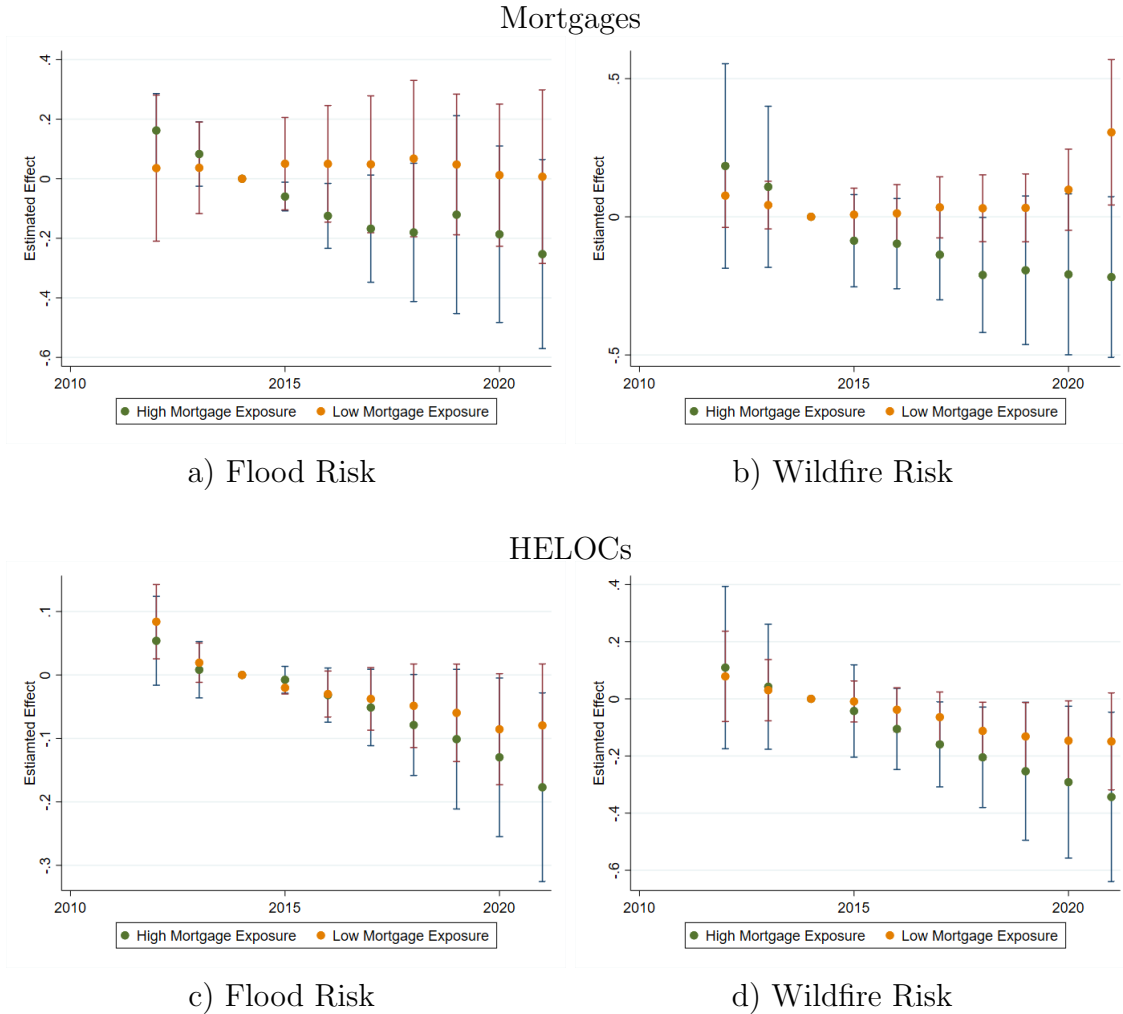 Mortgages
Estimated Effect
.4
.2
0
-.2
-.4
-.6
2010 2015 2020
High Mortgage Exposure Low Mortgage Exposure
a) Flood Risk
Estiamted Effect
.5
0
-.5
2010 2015 2020
High Mortgage Exposure Low Mortgage Exposure
b) Wildfire Risk
HELOCs
Estiamted Effect
.1
0
-.1
-.2
-.3
2010 2015 2020
High Mortgage Exposure Low Mortgage Exposure
c) Flood Risk
Estiamted Effect
.4
.2
0
-.2
-.4
-.6
2010 2015 2020
High Mortgage Exposure Low Mortgage Exposure
d) Wildfire Risk